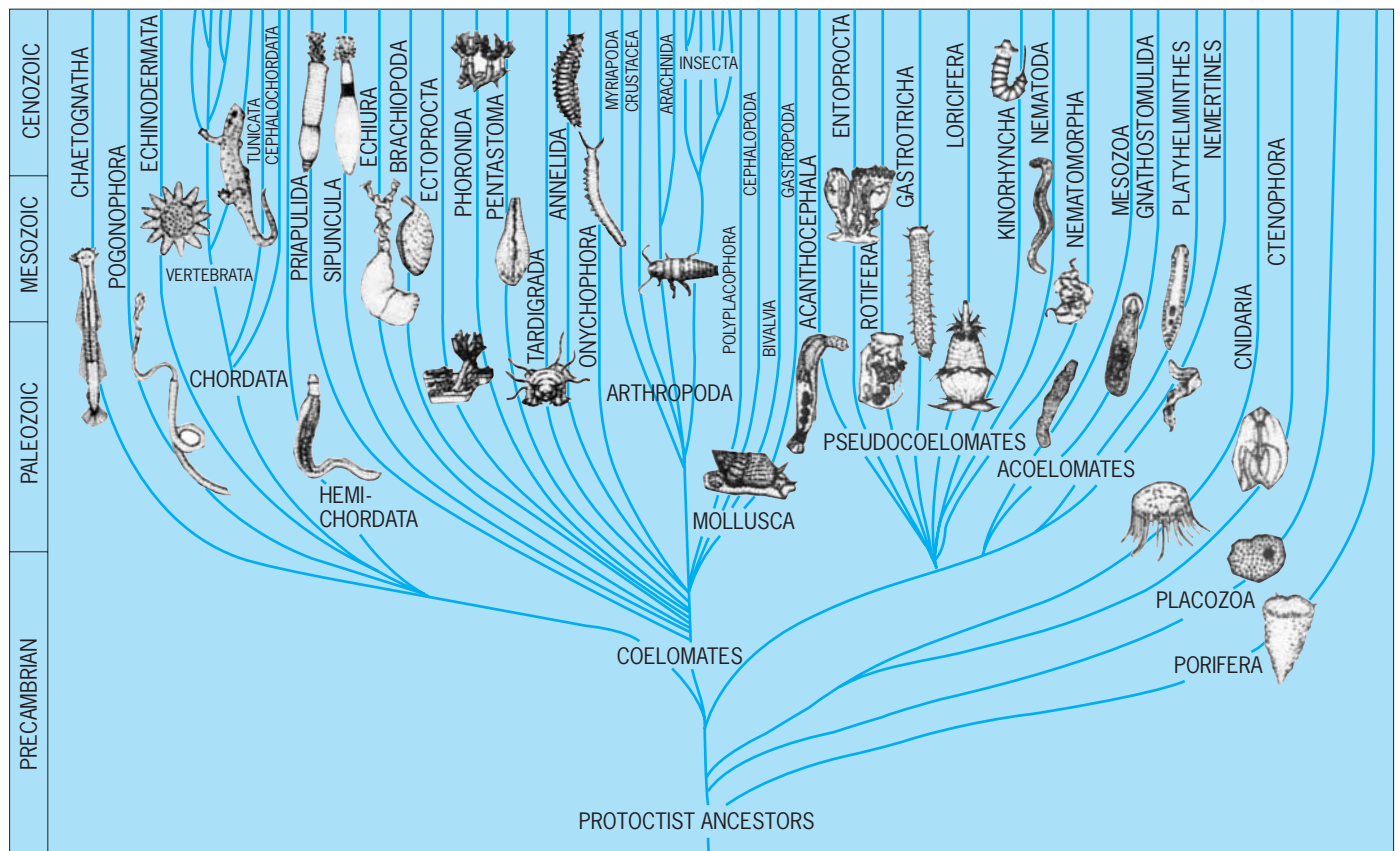 CENOZOIC
MESOZOIC
PALEOZOIC
PRECAMBRIAN
CHAETOGNATHA
POGONOPHORA
ECHINODERMATA
VERTEBRATA
CHORDATA
TUNICATA
CEPHALOCHORDATA
PRIAPULIDA
SIPUNCULA
HEMI-
CHORDATA
ECHIURA
BRACHIOPODA
ECTOPROCTA
PHORONIDA
PENTASTOMA
TARDIGRADA
ANNELIDA
ONYCHOPHORA
MYRIAPODA
CRUSTACEA
ARACHNIDA
INSECTA
ARTHROPODA
POLYPLACOPHORA
CEPHALOPODA
BIVALVIA
GASTROPODA
MOLLUSCA
ACANTHOCEPHALA
ENTOPROCTA
ROTIFERA
GASTROTRICHA
LORICIFERA
KINORHYNCHA
NEMATODA
NEMATOMORPHA
PSEUDOCOELOMATES
MESOZOA
GNATHOSTOMULIDA
PLATYHELMINTHES
NEMERTINES
ACOELOMATES
CNIDARIA
CTENOPHORA
PLACOZOA
PORIFERA
COELOMATES
PROTOCTIST ANCESTORS